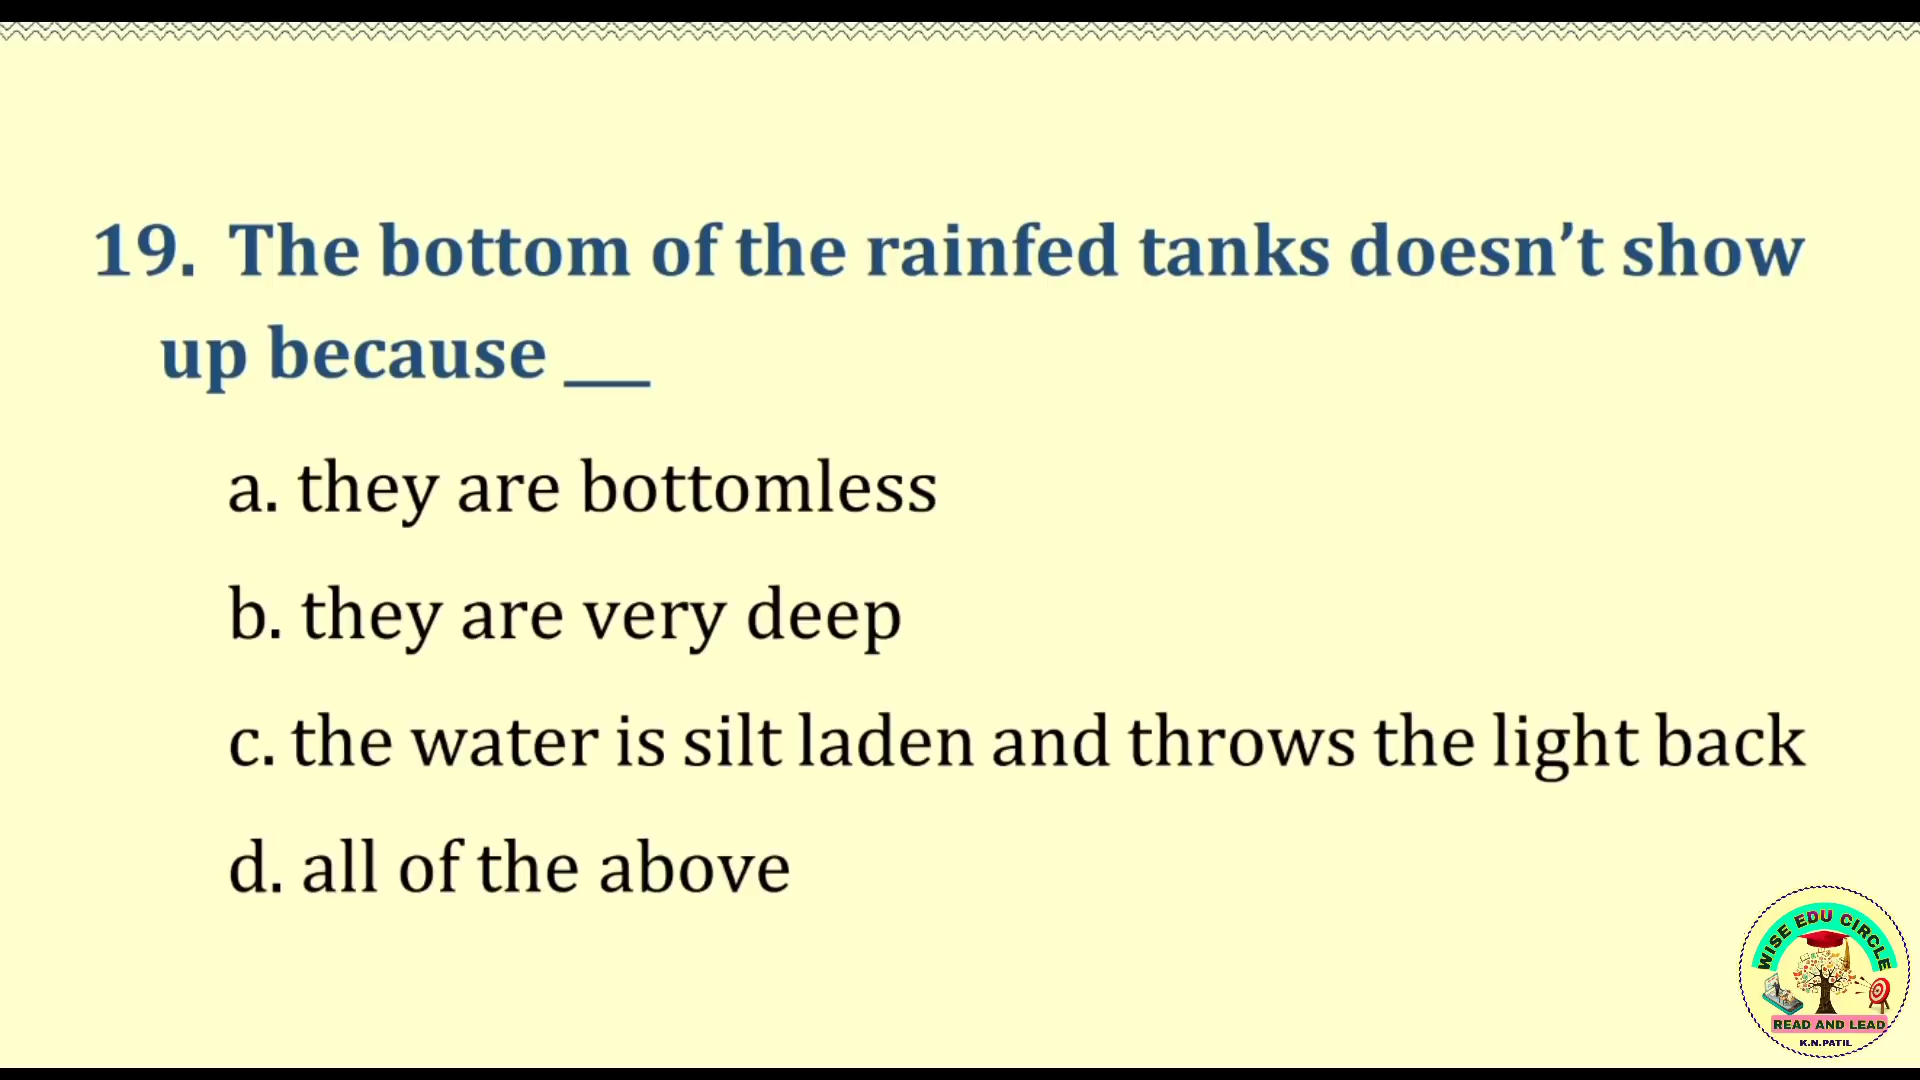 19. The bottom of the rainfed tanks doesn’t show
up because ___
a. they are bottomless
b. they are very deep
c. the water is silt laden and throws the light back
d. all of the above
WISE EDU CIRCLE
READ AND LEAD
K.N.PATIL